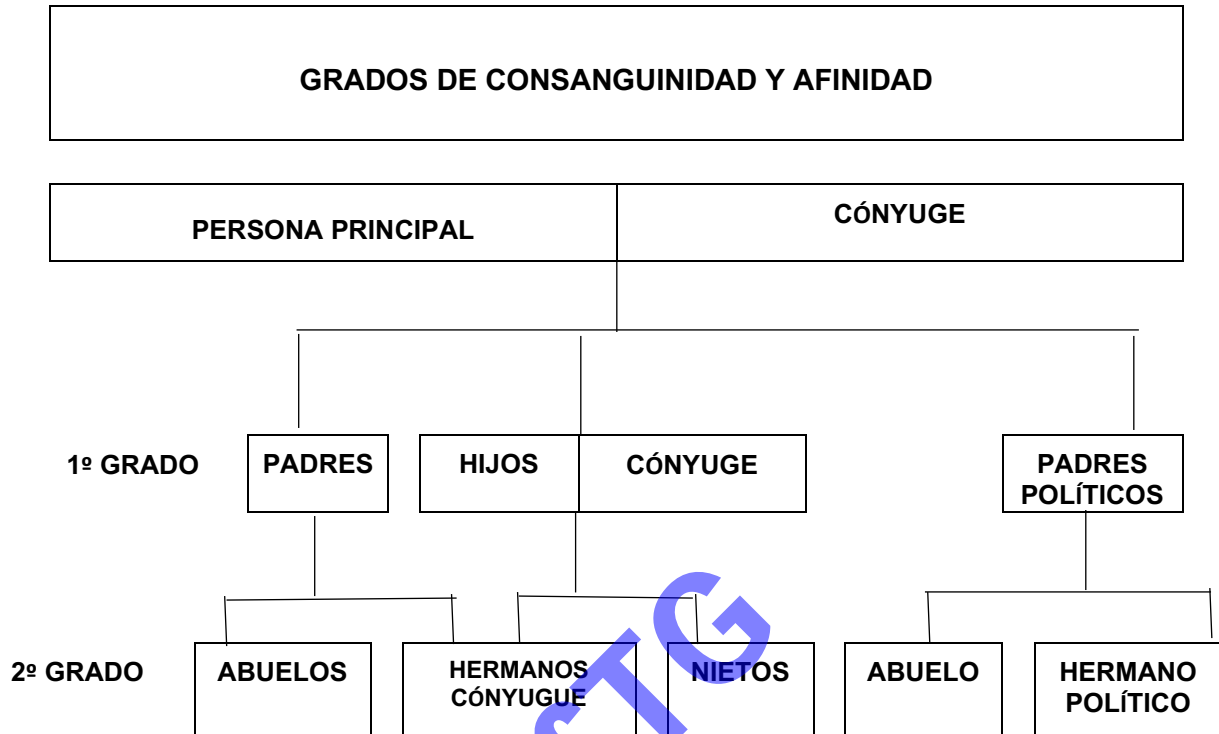 GRADOS DE CONSANGUINIDAD Y AFINIDAD
PERSONA PRINCIPAL
CÓNYUGE
1º GRADO
PADRES
HIJOS
CÓNYUGE
PADRES
POLÍTICOS
2º GRADO
ABUELOS
HERMANOS
CÓNYUGUE
NIETOS
ABUELO
HERMANO
POLÍTICO
STG